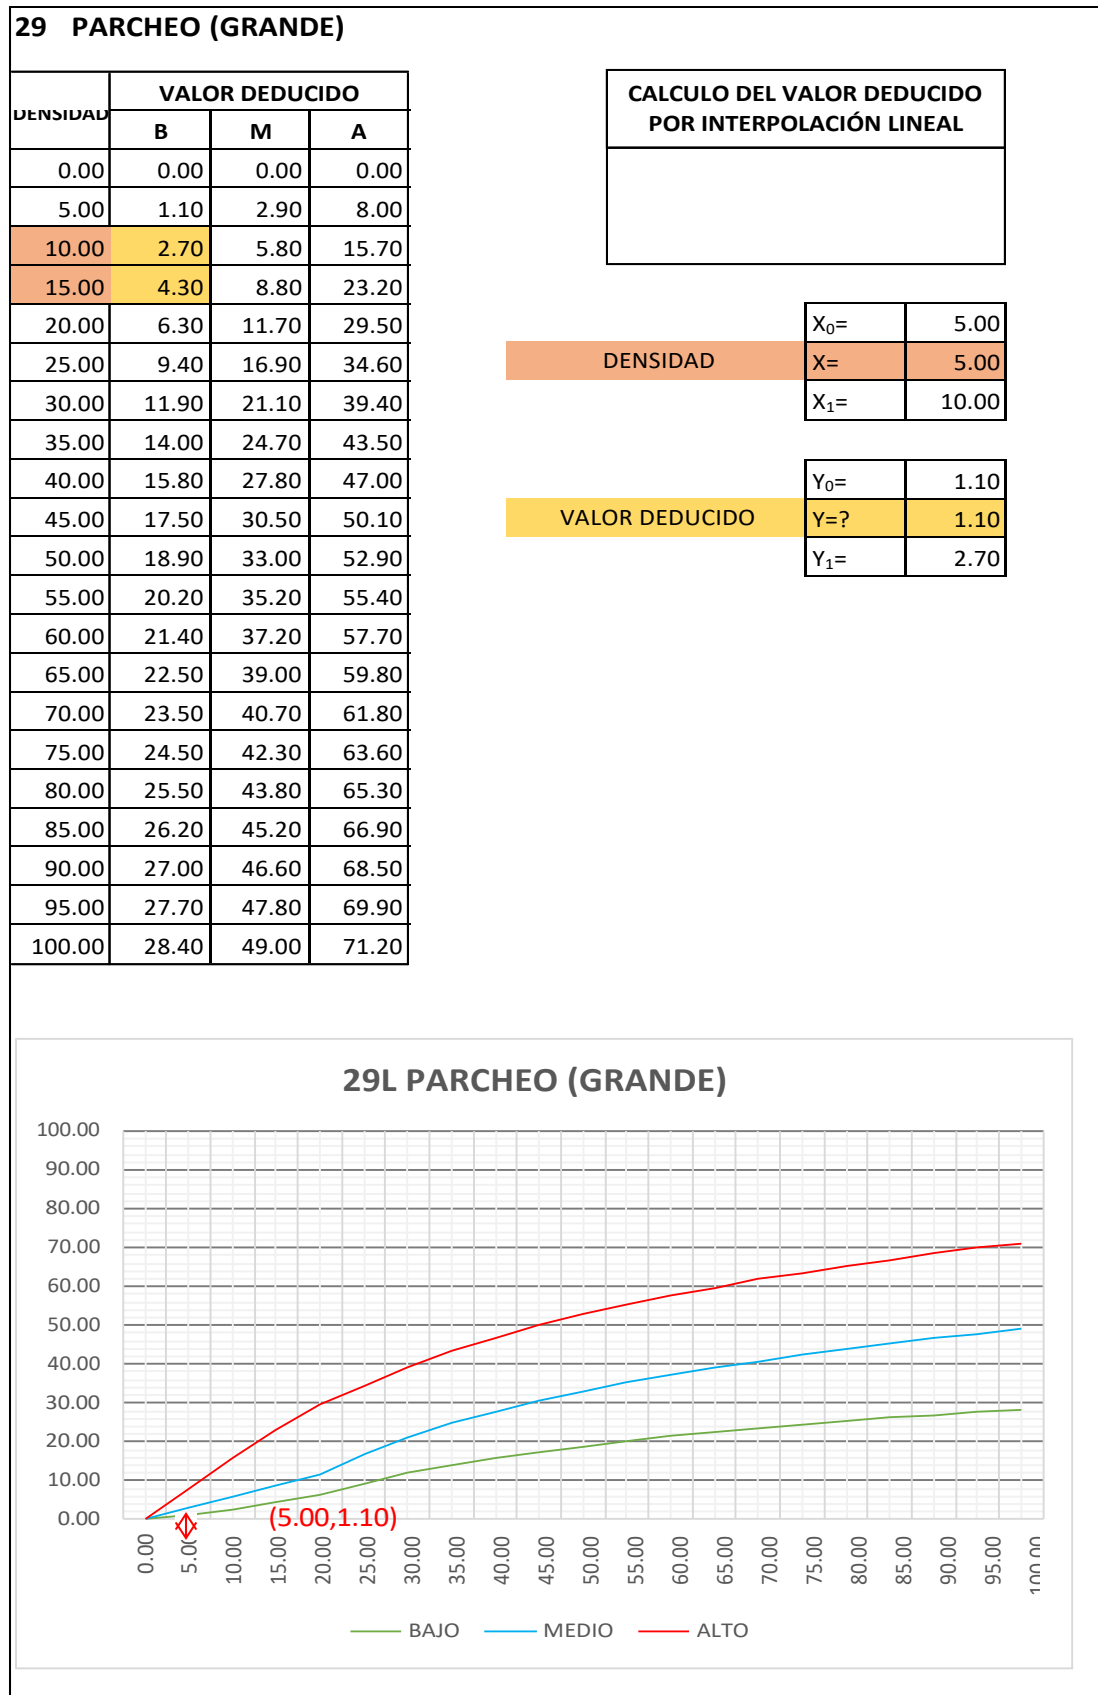 29 PARCHEO (GRANDE)
DENSIDAD VALOR DEDUCIDO
B M A
0.00 0.00 0.00 0.00
5.00 1.10 2.90 8.00
10.00 2.70 5.80 15.70
15.00 4.30 8.80 23.20
20.00 6.30 11.70 29.50
25.00 9.40 16.90 34.60
30.00 11.90 21.10 39.40
35.00 14.00 24.70 43.50
40.00 15.80 27.80 47.00
45.00 17.50 30.50 50.10
50.00 18.90 33.00 52.90
55.00 20.20 35.20 55.40
60.00 21.40 37.20 57.70
65.00 22.50 39.00 59.80
70.00 23.50 40.70 61.80
75.00 24.50 42.30 63.60
80.00 25.50 43.80 65.30
85.00 26.20 45.20 66.90
90.00 27.00 46.60 68.50
95.00 27.70 47.80 69.90
100.00 28.40 49.00 71.20
CALCULO DEL VALOR DEDUCIDO
POR INTERPOLACIÓN LINEAL
X₀= 5.00
DENSIDAD X= 5.00
X₁= 10.00
Y₀= 1.10
VALOR DEDUCIDO Y=? 1.10
Y₁= 2.70
29L PARCHEO (GRANDE)
100.00
90.00
80.00
70.00
60.00
50.00
40.00
30.00
20.00
10.00
0.00
(5.00,1.10)
0.00 5.00 10.00 15.00 20.00 25.00 30.00 35.00 40.00 45.00 50.00 55.00 60.00 65.00 70.00 75.00 80.00 85.00 90.00 95.00 100.00
BAJO MEDIO ALTO